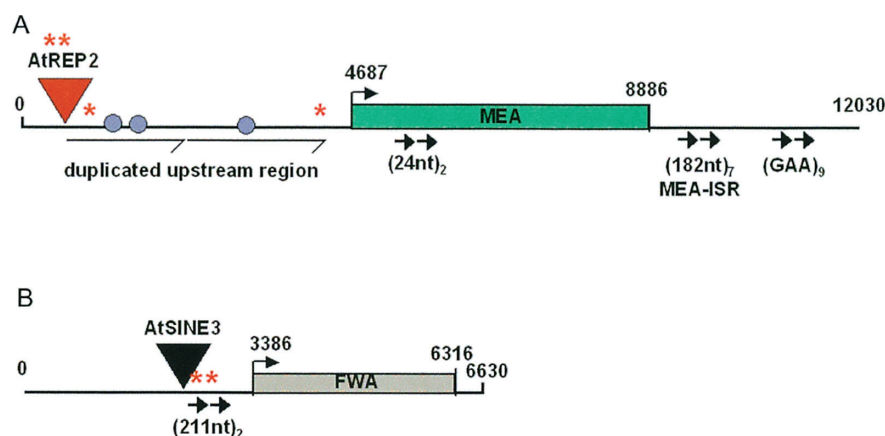 A
**
AtREP2
4687
8886
0
*
*
12030
MEA
duplicated upstream region
(24nt)₂
(182nt)₇
(GAA)₉
MEA-ISR
B
AtSINE3
3386
6316
0
6630
**
FWA
(211nt)₂